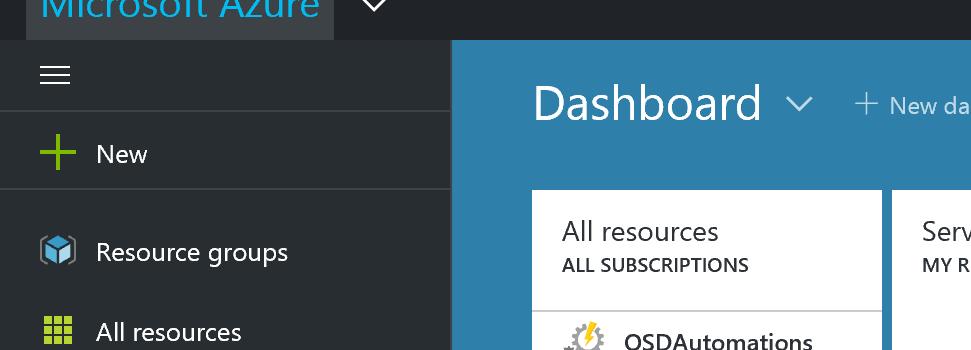 Microsoft Azure
Dashboard
New da
New
All resources
ALL SUBSCRIPTIONS
Serv
MY R
Resource groups
All resources
OSDAutomations